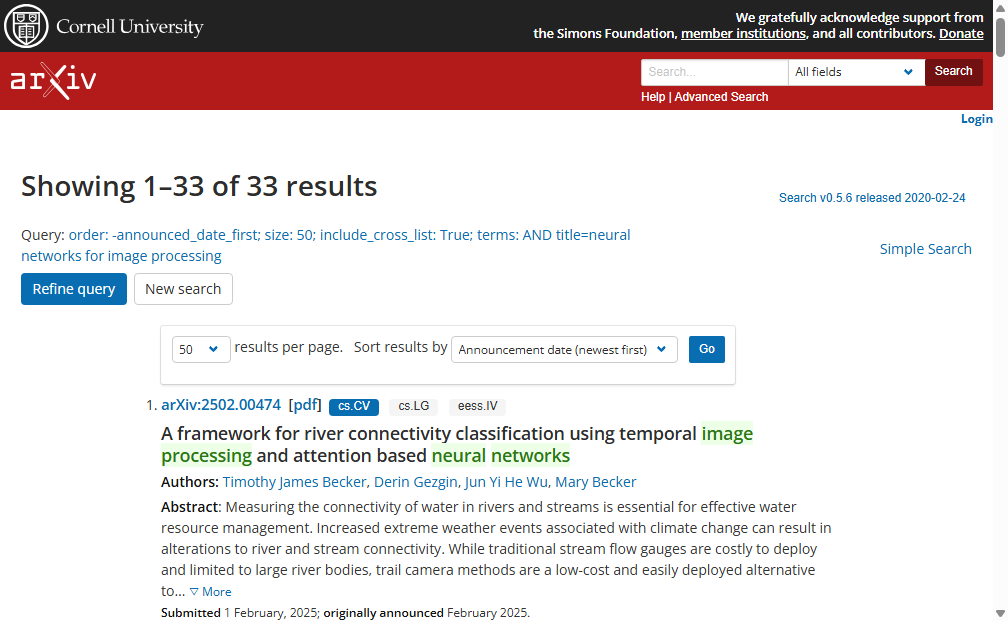 Cornell University
We gratefully acknowledge support from
the Simons Foundation, member institutions, and all contributors. Donate
arXiv
Search...
All fields
Search
Help | Advanced Search
Login
Showing 1–33 of 33 results
Search v0.5.6 released 2020-02-24
Query: order: -announced_date_first; size: 50; include_cross_list: True; terms: AND title=neural
networks for image processing
Simple Search
Refine query
New search
50 results per page. Sort results by Announcement date (newest first) Go
1. arXiv:2502.00474 [pdf] cs.CV cs.LG eess.IV
A framework for river connectivity classification using temporal image
processing and attention based neural networks
Authors: Timothy James Becker, Derin Gezgin, Jun Yi He Wu, Mary Becker
Abstract: Measuring the connectivity of water in rivers and streams is essential for effective water
resource management. Increased extreme weather events associated with climate change can result in
alterations to river and stream connectivity. While traditional stream flow gauges are costly to deploy
and limited to large river bodies, trail camera methods are a low-cost and easily deployed alternative
to... ▽ More
Submitted 1 February, 2025; originally announced February 2025.